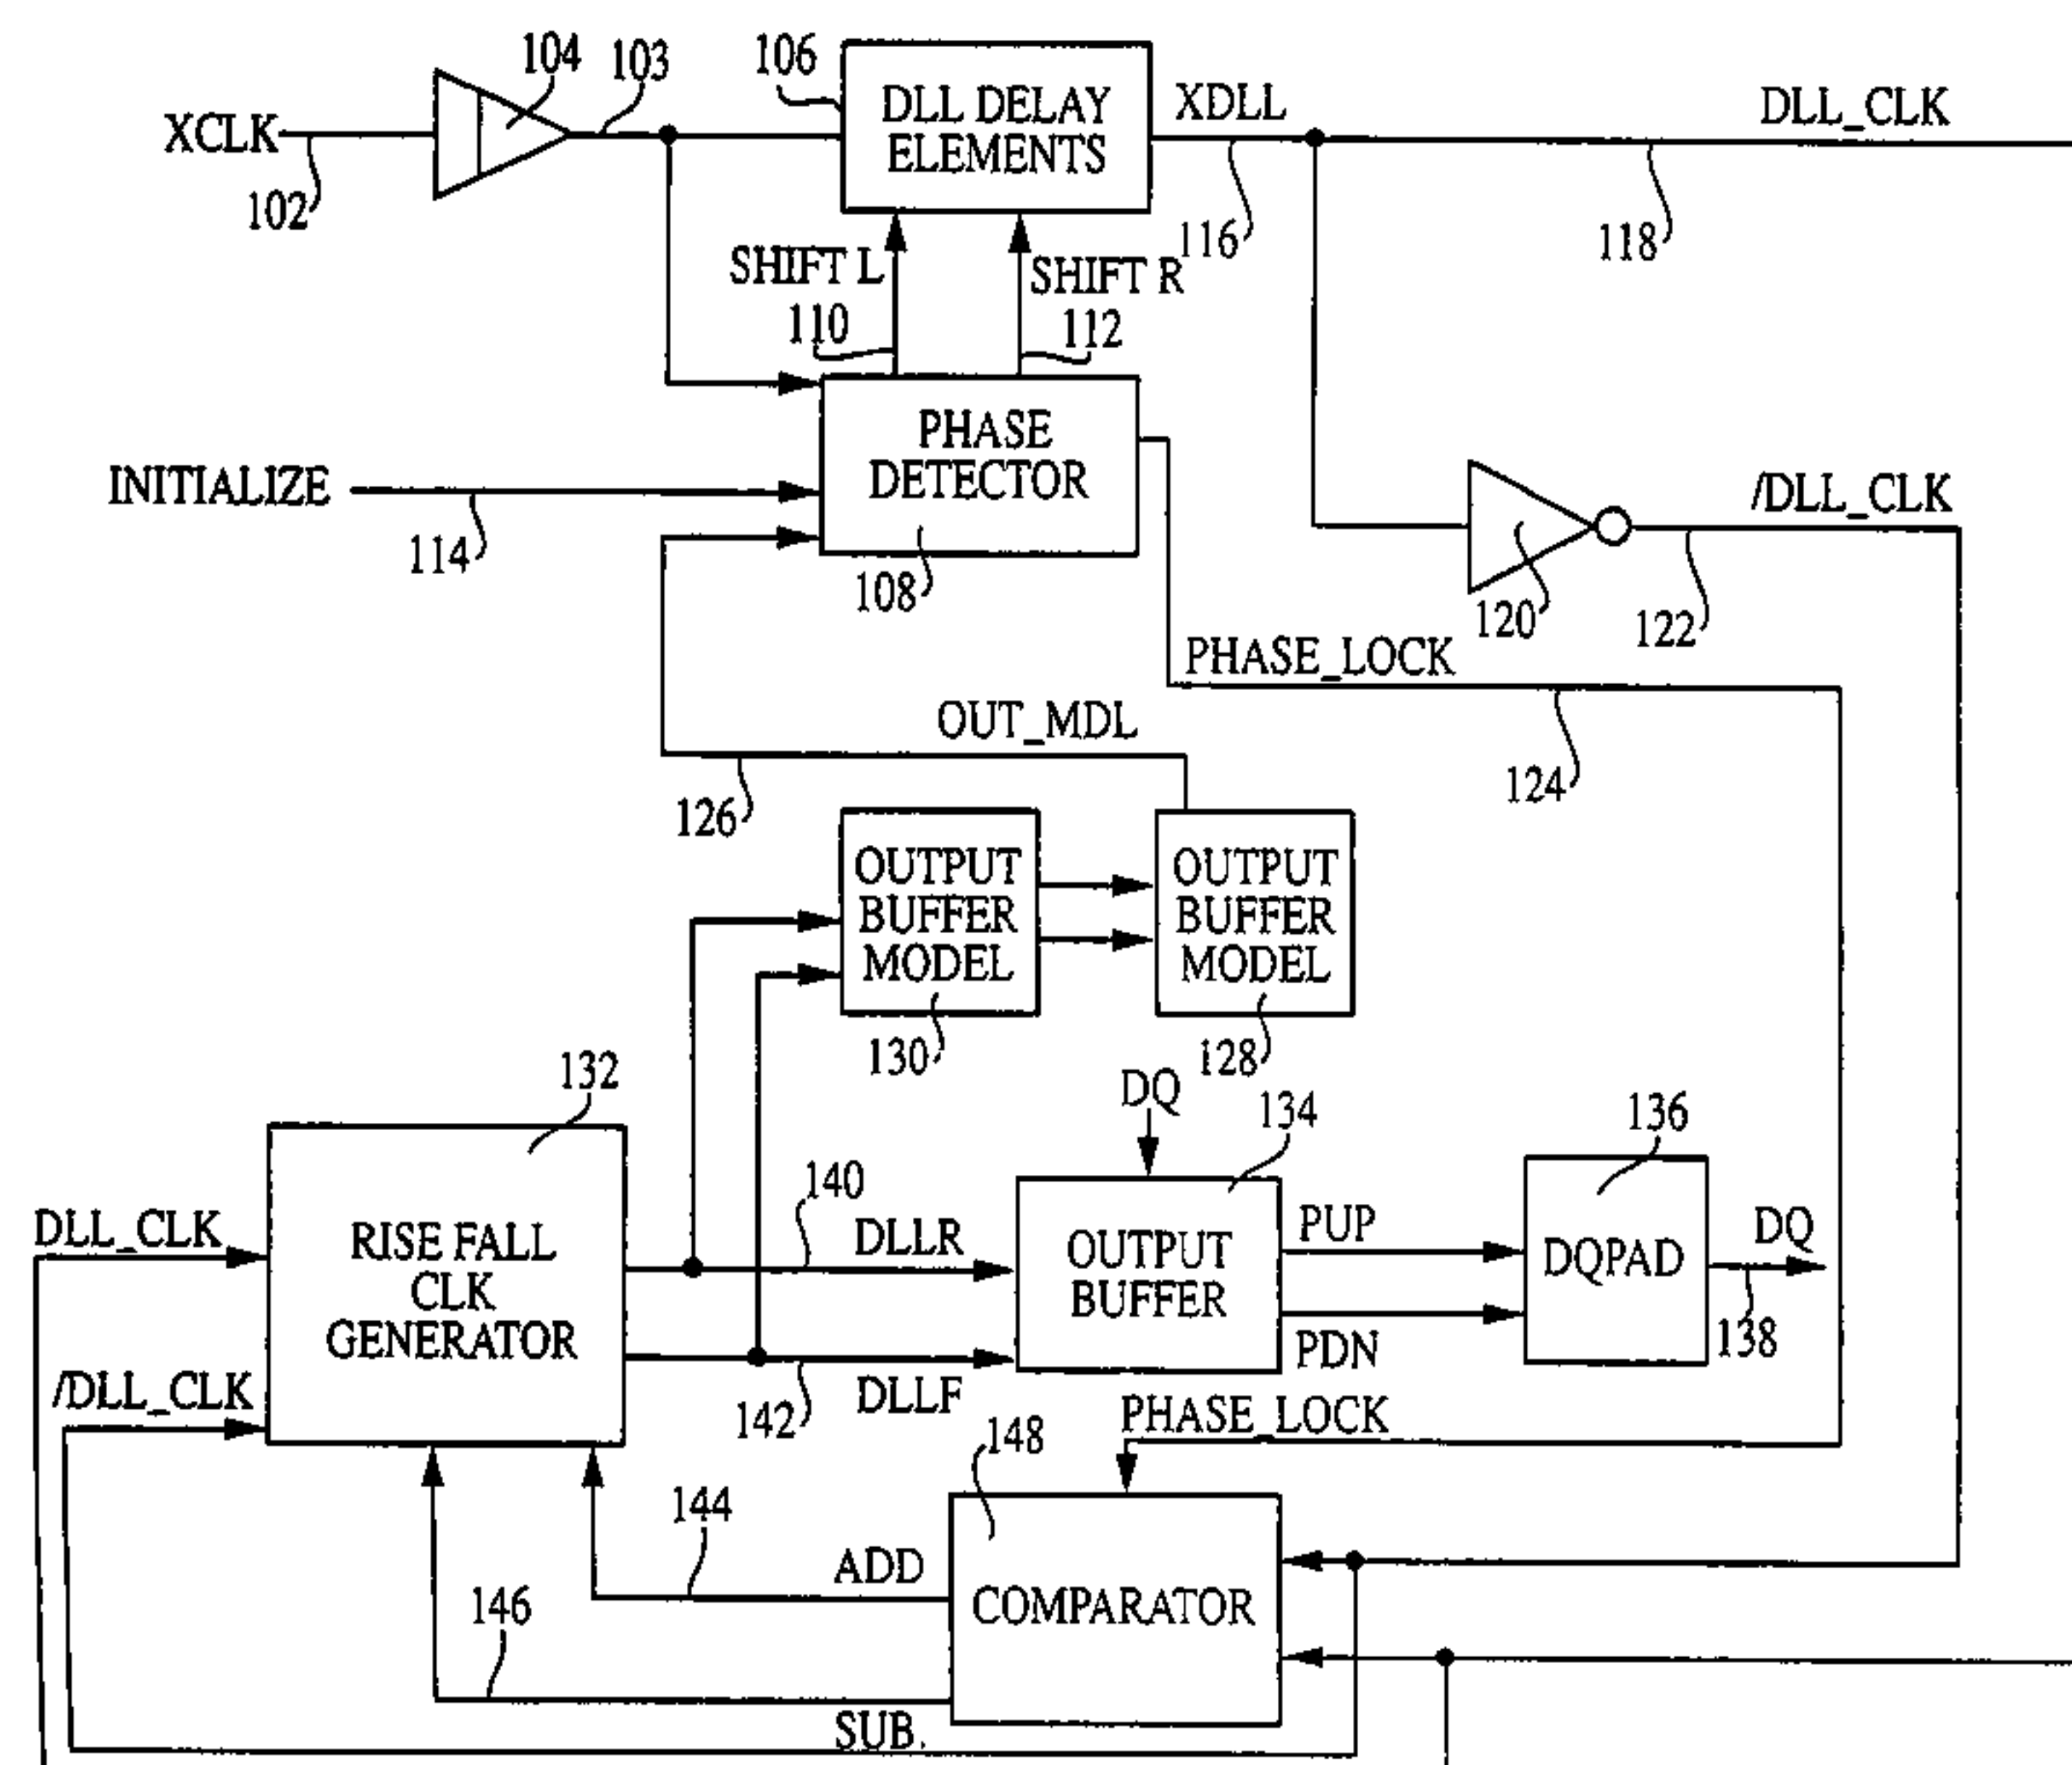 104
103
106
XCLK
DLL DELAY
ELEMENTS
XDLL
DLL_CLK
102
116
118
SHIFT L
110
SHIFT R
112
PHASE
DETECTOR
INITIALIZE
114
108
/DLL_CLK
120
122
PHASE_LOCK
124
OUT_MDL
126
OUTPUT
BUFFER
MODEL
130
OUTPUT
BUFFER
MODEL
128
132
DQ
134
136
140
DLL_CLK
RISE FALL
CLK
GENERATOR
DLLR
OUTPUT
BUFFER
PUP
DQPAD
DQ
138
/DLL_CLK
142
DLLF
PDN
PHASE_LOCK
148
144
ADD
COMPARATOR
146
SUB.